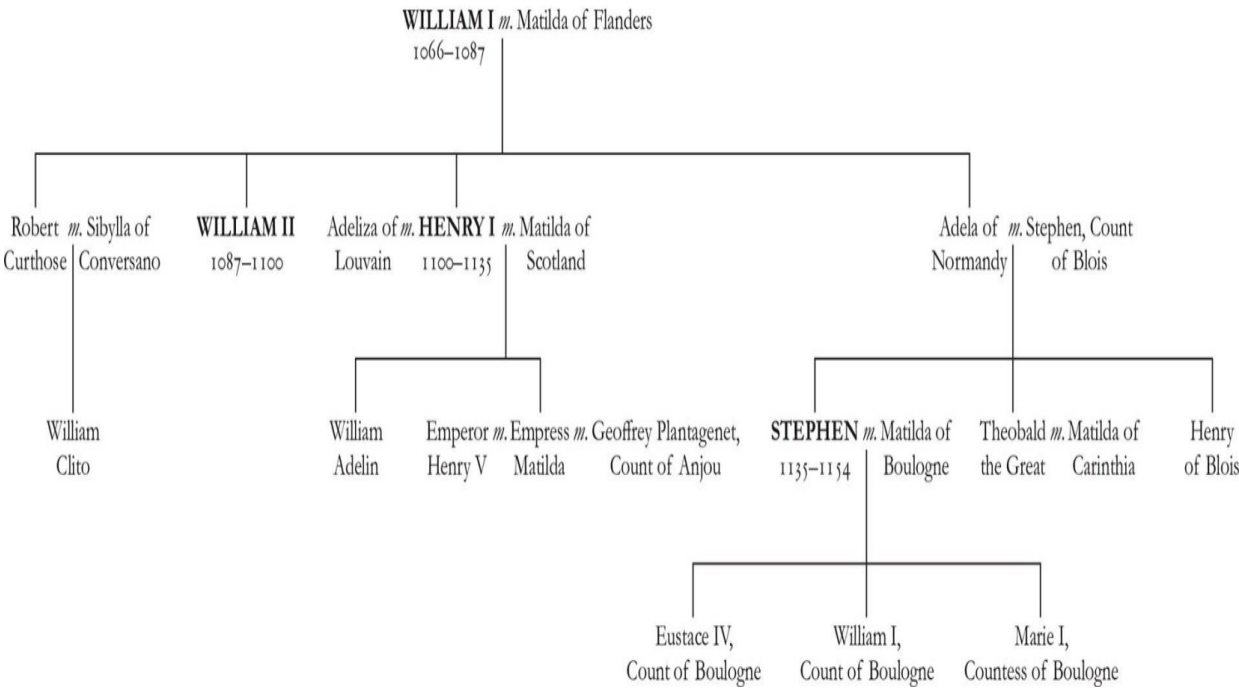 WILLIAM I m. Matilda of Flanders
1066–1087
Robert m. Sibylla of
Curthose Conversano
WILLIAM II
1087–1100
Adeliza of m. HENRY I m. Matilda of
Louvain 1100–1135 Scotland
Adela of m. Stephen, Count
Normandy of Blois
William
Clito
William
Adelin
Emperor m. Empress m. Geoffrey Plantagenet,
Henry V Matilda Count of Anjou
STEPHEN m. Matilda of
1135–1154 Boulogne
Theobald m. Matilda of
the Great Carinthia
Henry
of Blois
Eustace IV,
Count of Boulogne
William I,
Count of Boulogne
Marie I,
Countess of Boulogne